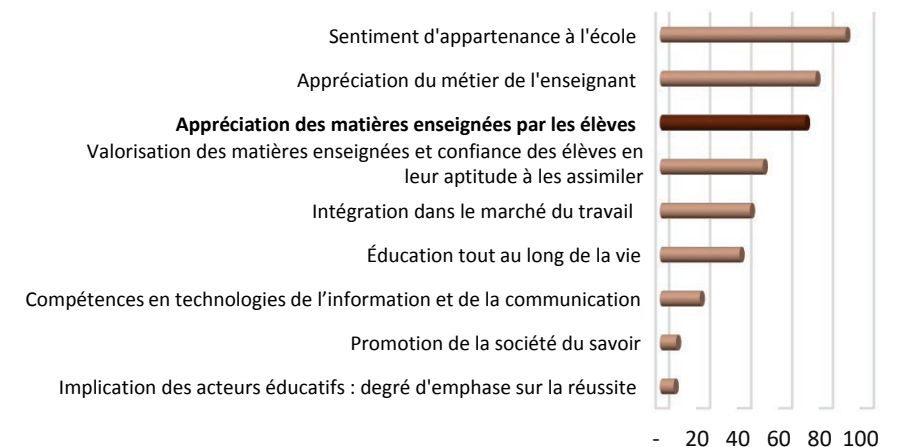 Sentiment d'appartenance à l'école
Appréciation du métier de l'enseignant
Appréciation des matières enseignées par les élèves
Valorisation des matières enseignées et confiance des élèves en
leur aptitude à les assimiler
Intégration dans le marché du travail
Éducation tout au long de la vie
Compétences en technologies de l’information et de la communication
Promotion de la société du savoir
Implication des acteurs éducatifs : degré d'emphase sur la réussite
- 20 40 60 80 100